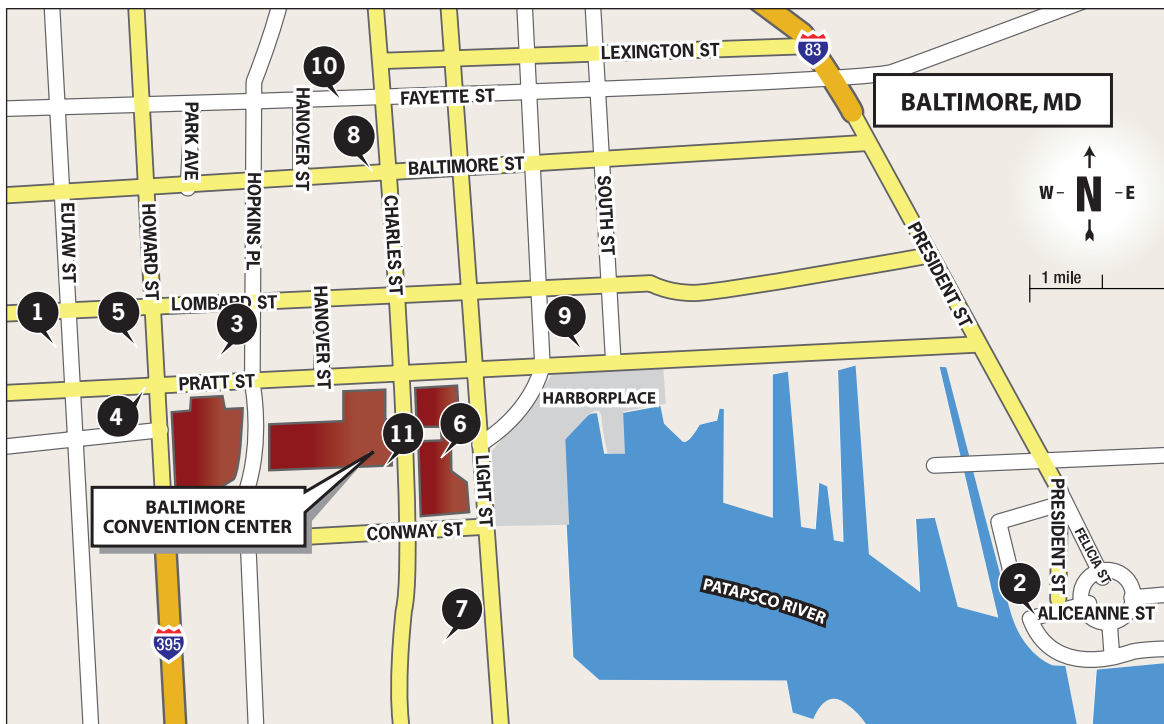 LEXINGTON ST
83
10
FAYETTE ST
BALTIMORE, MD
PARK AVE
HANOVER ST
8
BALTIMORE ST
W
N
E
1 mile
EUTAW ST
HOWARD ST
HOPKINS PL
CHARLES ST
SOUTH ST
PRESIDENT ST
LOMBARD ST
HANOVER ST
1
5
3
9
PRATT ST
4
HARBORPLACE
11
6
LIGHT ST
BALTIMORE
CONVENTION CENTER
CONWAY ST
PRESIDENT ST
FELICIA ST
2
ALICEANNE ST
PATAPSCO RIVER
7
395